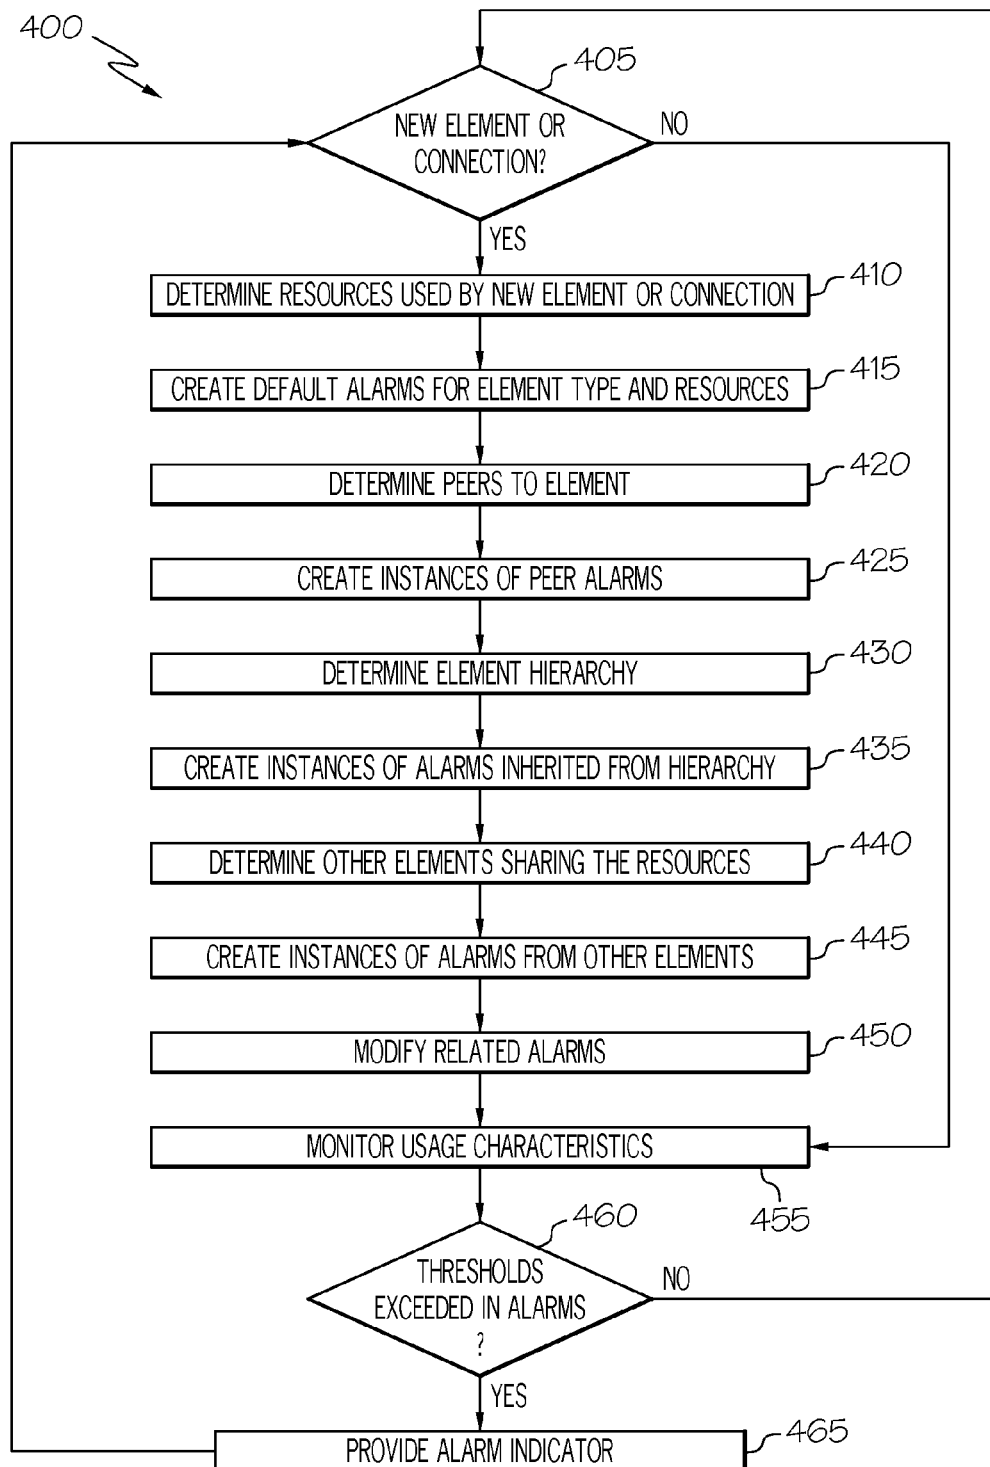 400
405
NEW ELEMENT OR
CONNECTION?
NO
YES
DETERMINE RESOURCES USED BY NEW ELEMENT OR CONNECTION
410
CREATE DEFAULT ALARMS FOR ELEMENT TYPE AND RESOURCES
415
DETERMINE PEERS TO ELEMENT
420
CREATE INSTANCES OF PEER ALARMS
425
DETERMINE ELEMENT HIERARCHY
430
CREATE INSTANCES OF ALARMS INHERITED FROM HIERARCHY
435
DETERMINE OTHER ELEMENTS SHARING THE RESOURCES
440
CREATE INSTANCES OF ALARMS FROM OTHER ELEMENTS
445
MODIFY RELATED ALARMS
450
MONITOR USAGE CHARACTERISTICS
455
460
THRESHOLDS
EXCEEDED IN ALARMS
?
NO
YES
PROVIDE ALARM INDICATOR
465